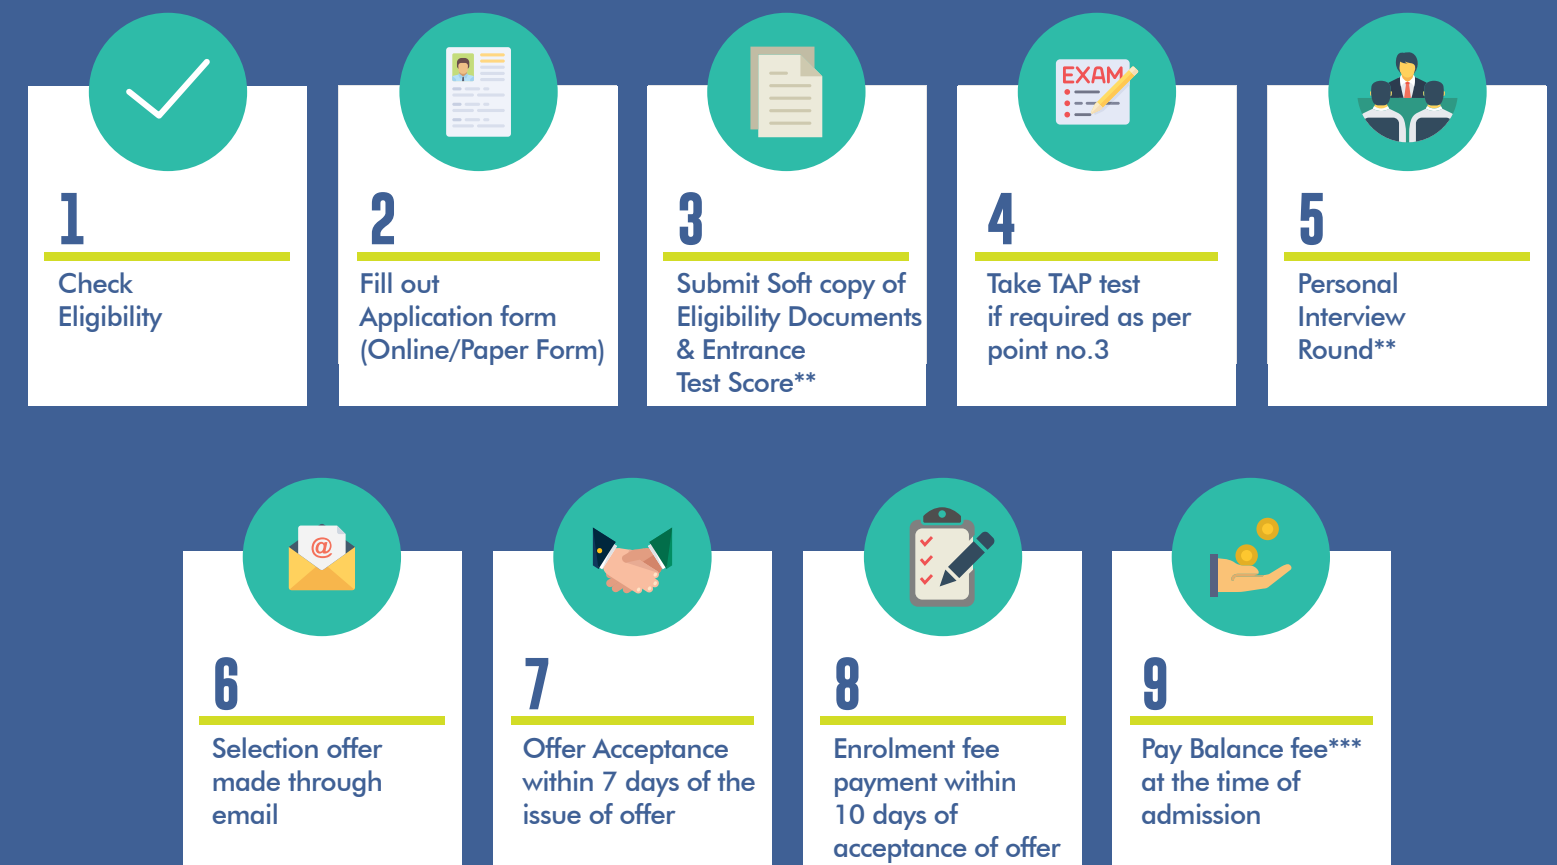 1
Check
Eligibility
2
Fill out
Application form
(Online/Paper Form)
3
Submit Soft copy of
Eligibility Documents
& Entrance
Test Score**
EXAM
4
Take TAP test
if required as per
point no.3
5
Personal
Interview
Round**
@
6
Selection offer
made through
email
7
Offer Acceptance
within 7 days of the
issue of offer
8
Enrolment fee
payment within
10 days of
acceptance of offer
9
Pay Balance fee***
at the time of
admission